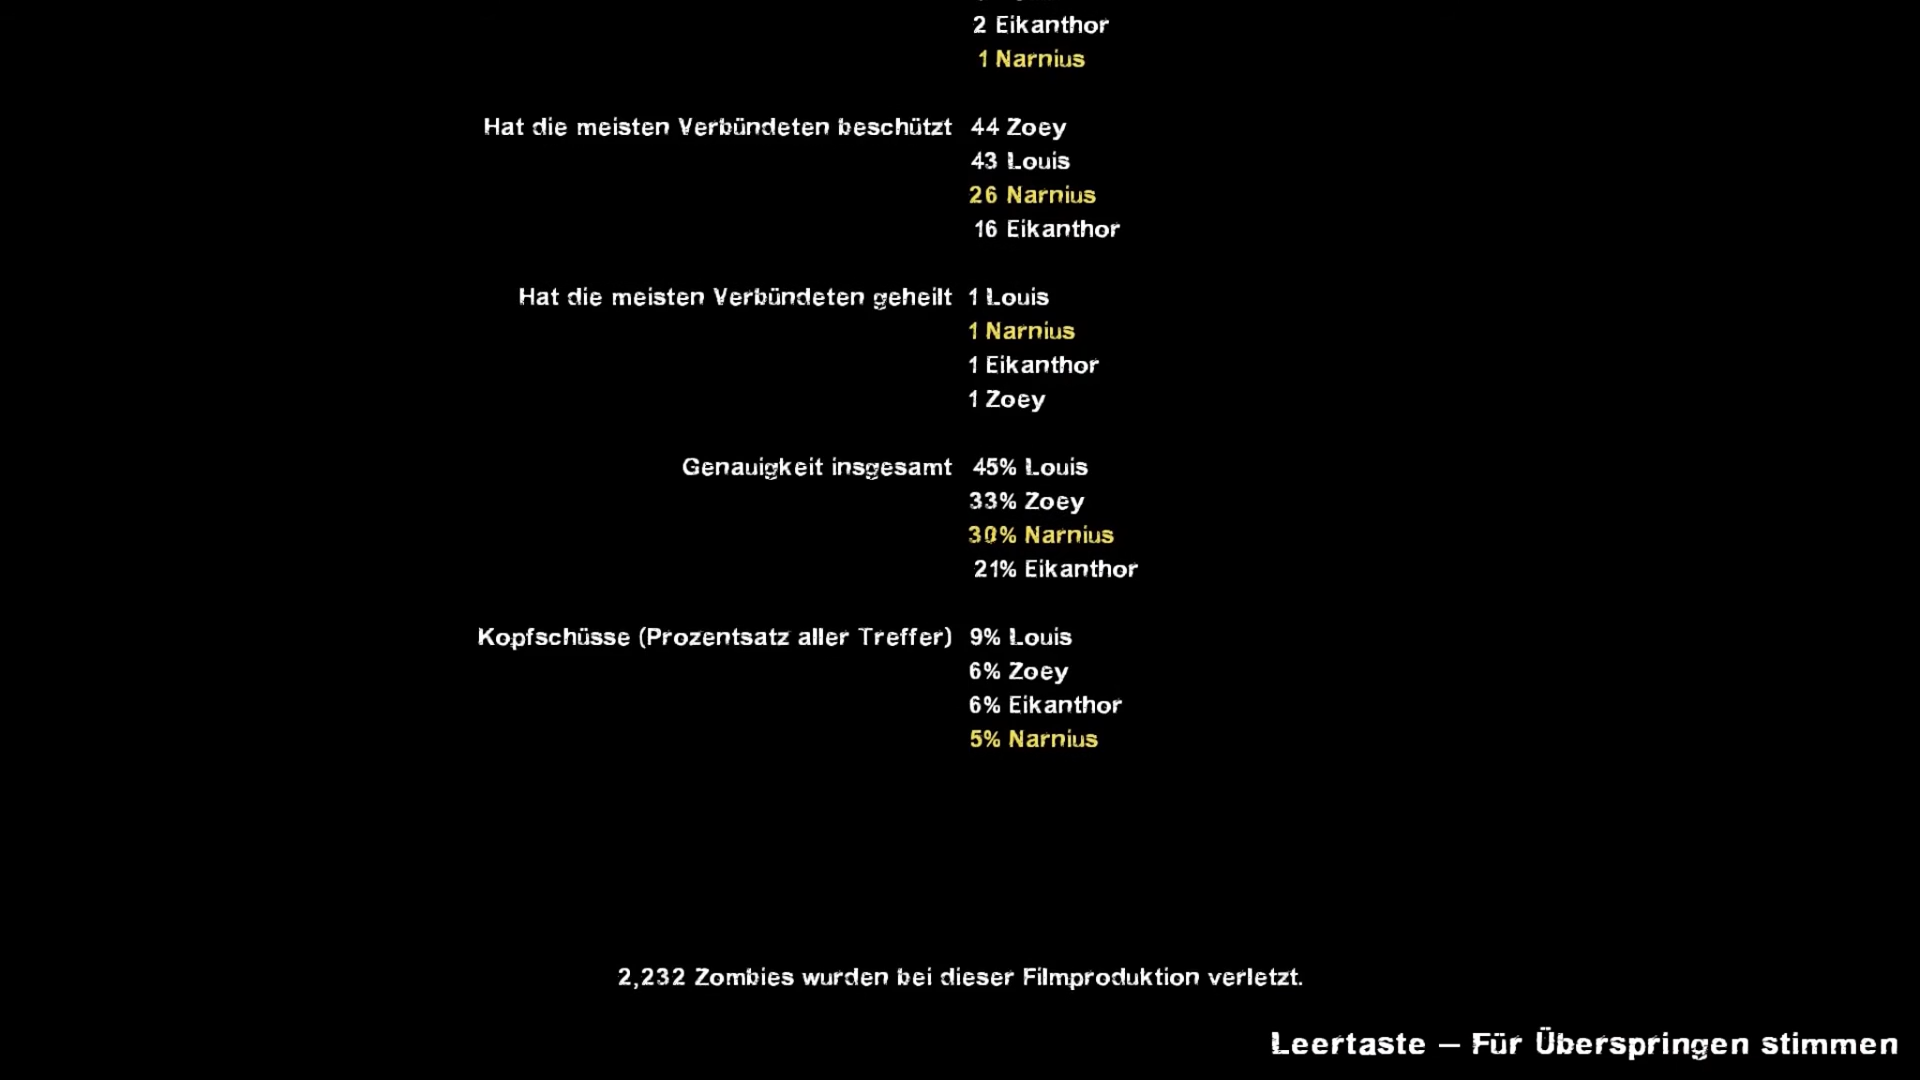 2 Eikanthor
1 Narnius
Hat die meisten Verbündeten beschützt 44 Zoey
43 Louis
26 Narnius
16 Eikanthor
Hat die meisten Verbündeten geheilt 1 Louis
1 Narnius
1 Eikanthor
1 Zoey
Genauigkeit insgesamt 45% Louis
33% Zoey
30% Narnius
21% Eikanthor
Kopfschüsse (Prozentsatz aller Treffer) 9% Louis
6% Zoey
6% Eikanthor
5% Narnius
2,232 Zombies wurden bei dieser Filmproduktion verletzt.
Leertaste – Für Überspringen stimmen